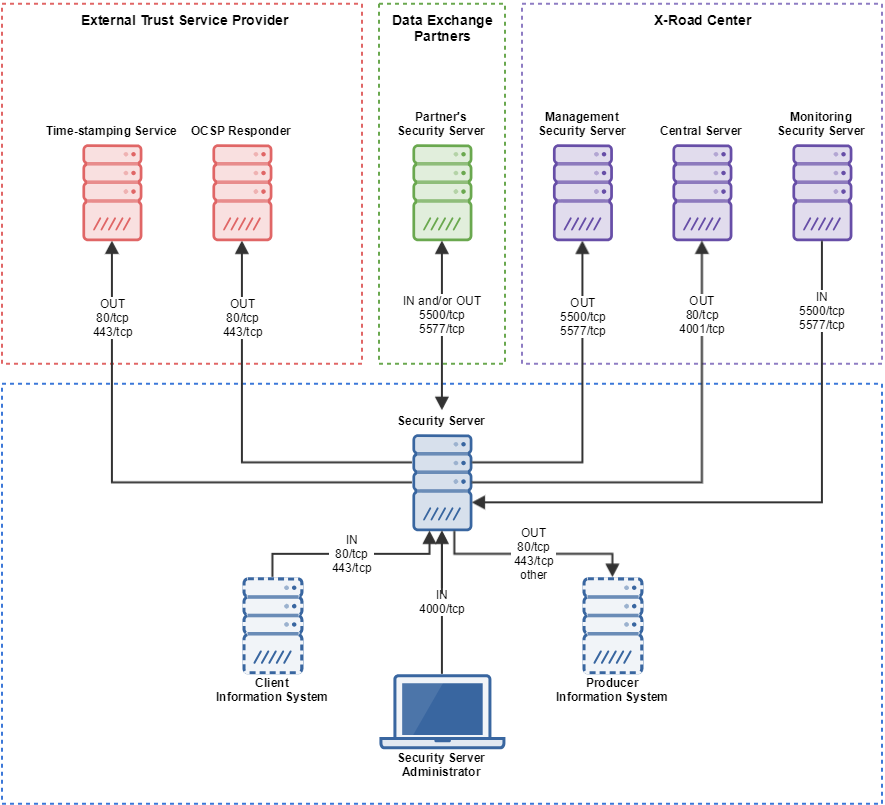 External Trust Service Provider
Data Exchange
Partners
X-Road Center
Time-stamping Service
OCSP Responder
Partner's
Security Server
Management
Security Server
Central Server
Monitoring
Security Server
OUT
80/tcp
443/tcp
OUT
80/tcp
443/tcp
IN and/or OUT
5500/tcp
5577/tcp
OUT
5500/tcp
5577/tcp
OUT
80/tcp
4001/tcp
IN
5500/tcp
5577/tcp
Security Server
IN
80/tcp
443/tcp
OUT
80/tcp
443/tcp
other
IN
4000/tcp
Client
Information System
Producer
Information System
Security Server
Administrator